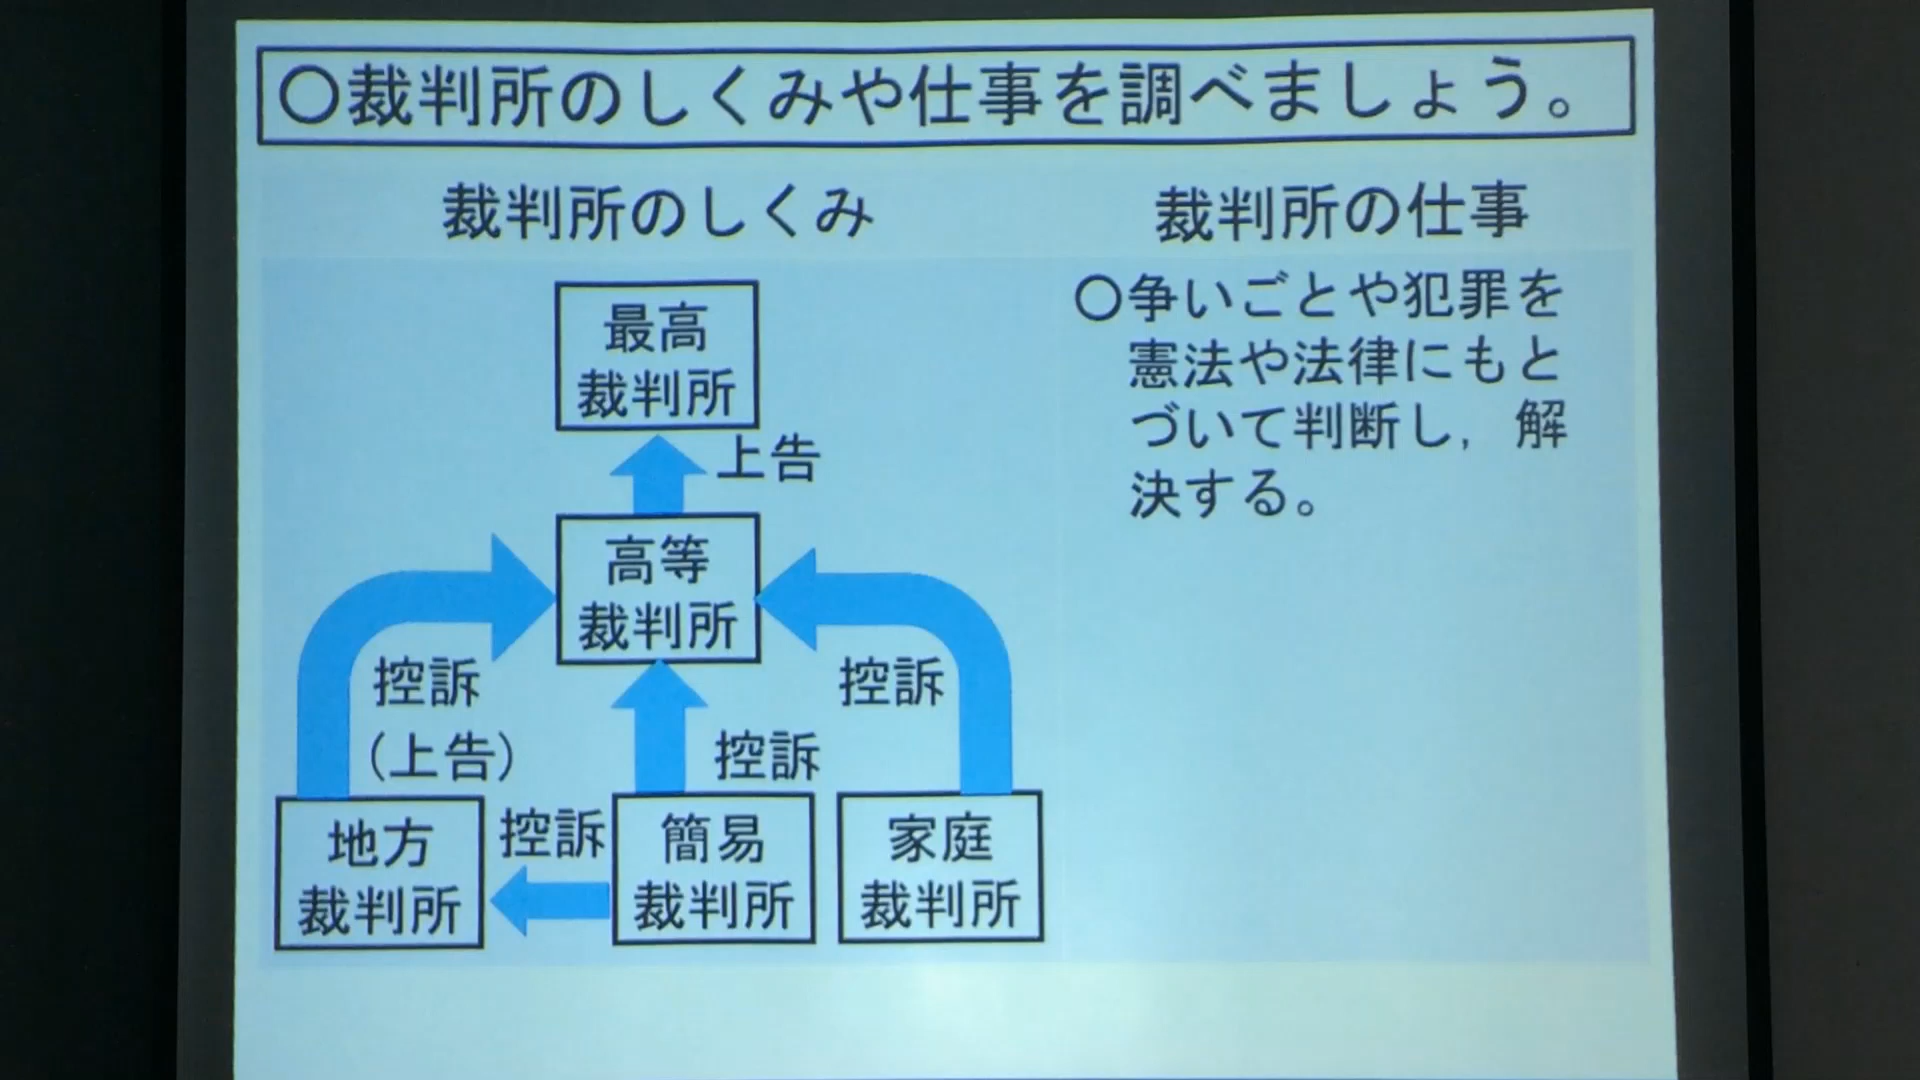 〇裁判所のしくみや仕事を調べましょう。
裁判所のしくみ
最高
裁判所
上告
高等
裁判所
控訴
(上告)
控訴
控訴
地方
裁判所
控訴
簡易
裁判所
家庭
裁判所
裁判所の仕事
〇争いごとや犯罪を
憲法や法律にもと
づいて判断し，解
決する。